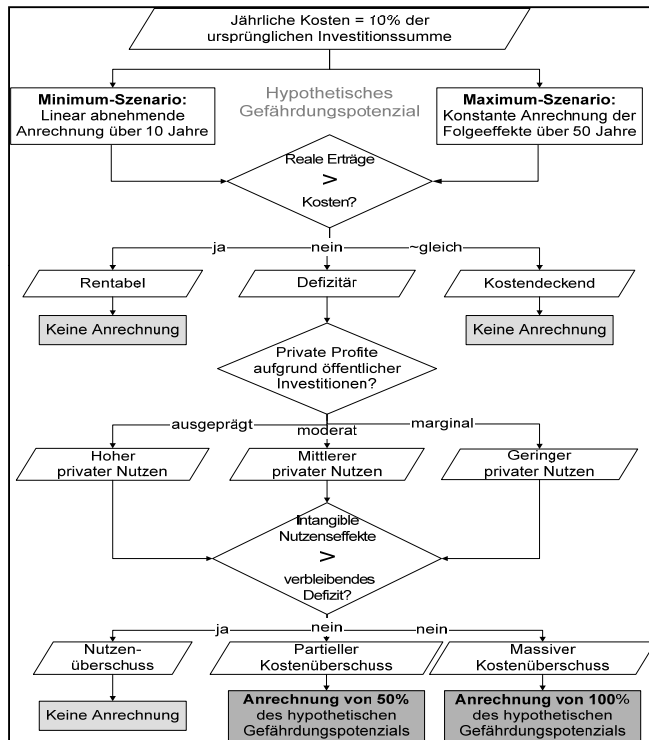 Jährliche Kosten = 10% der
ursprünglichen Investitionssumme
Minimum-Szenario:
Linear abnehmende
Anrechnung über 10 Jahre
Hypothetisches
Gefährdungspotenzial
Maximum-Szenario:
Konstante Anrechnung der
Folgeeffekte über 50 Jahre
Reale Erträge
>
Kosten?
ja
nein
~gleich
Rentabel
Defizitär
Kostendeckend
Keine Anrechnung
Keine Anrechnung
Private Profite
aufgrund öffentlicher
Investitionen?
ausgeprägt
moderat
marginal
Hoher
privater Nutzen
Mittlerer
privater Nutzen
Geringer
privater Nutzen
Intangible
Nutzenseffekte
>
verbleibendes
Defizit?
ja
nein
nein
Nutzen-
überschuss
Partieller
Kostenüberschuss
Massiver
Kostenüberschuss
Keine Anrechnung
Anrechnung von 50%
des hypothetischen
Gefährdungspotenzials
Anrechnung von 100%
des hypothetischen
Gefährdungspotenzials